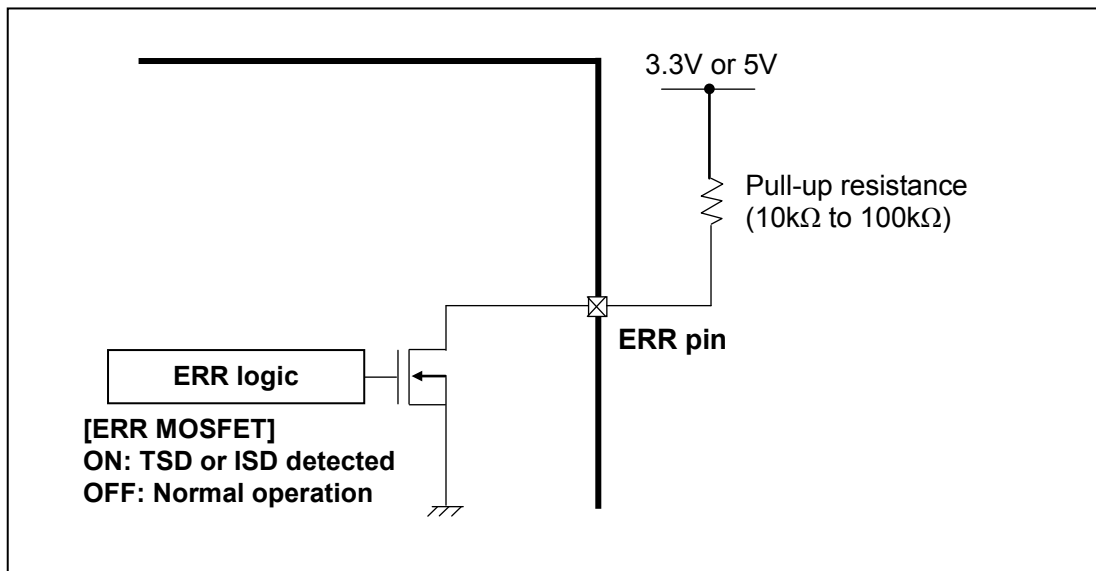 3.3V or 5V
Pull-up resistance
(10kΩ to 100kΩ)
ERR pin
ERR logic
[ERR MOSFET]
ON: TSD or ISD detected
OFF: Normal operation